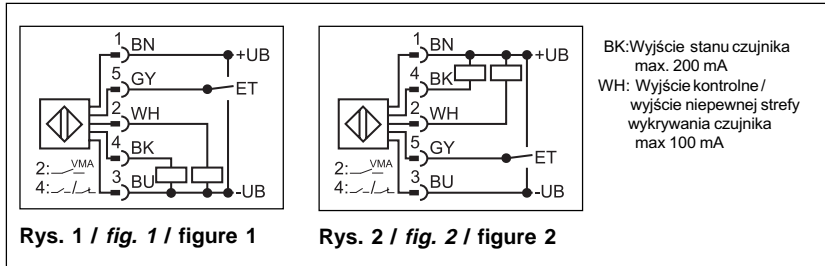 1 BN +UB
5 GY ET
2 WH
4 BK
2: VMA
4:
3 BU -UB
Rys. 1 / fig. 1 / figure 1
1 BN +UB
4 BK
2 WH
5 GY ET
2: VMA
4:
3 BU -UB
Rys. 2 / fig. 2 / figure 2
BK:Wyjście stanu czujnika
max. 200 mA
WH: Wyjście kontrolne /
wyjście niepewnej strefy
wykrywania czujnika
max 100 mA